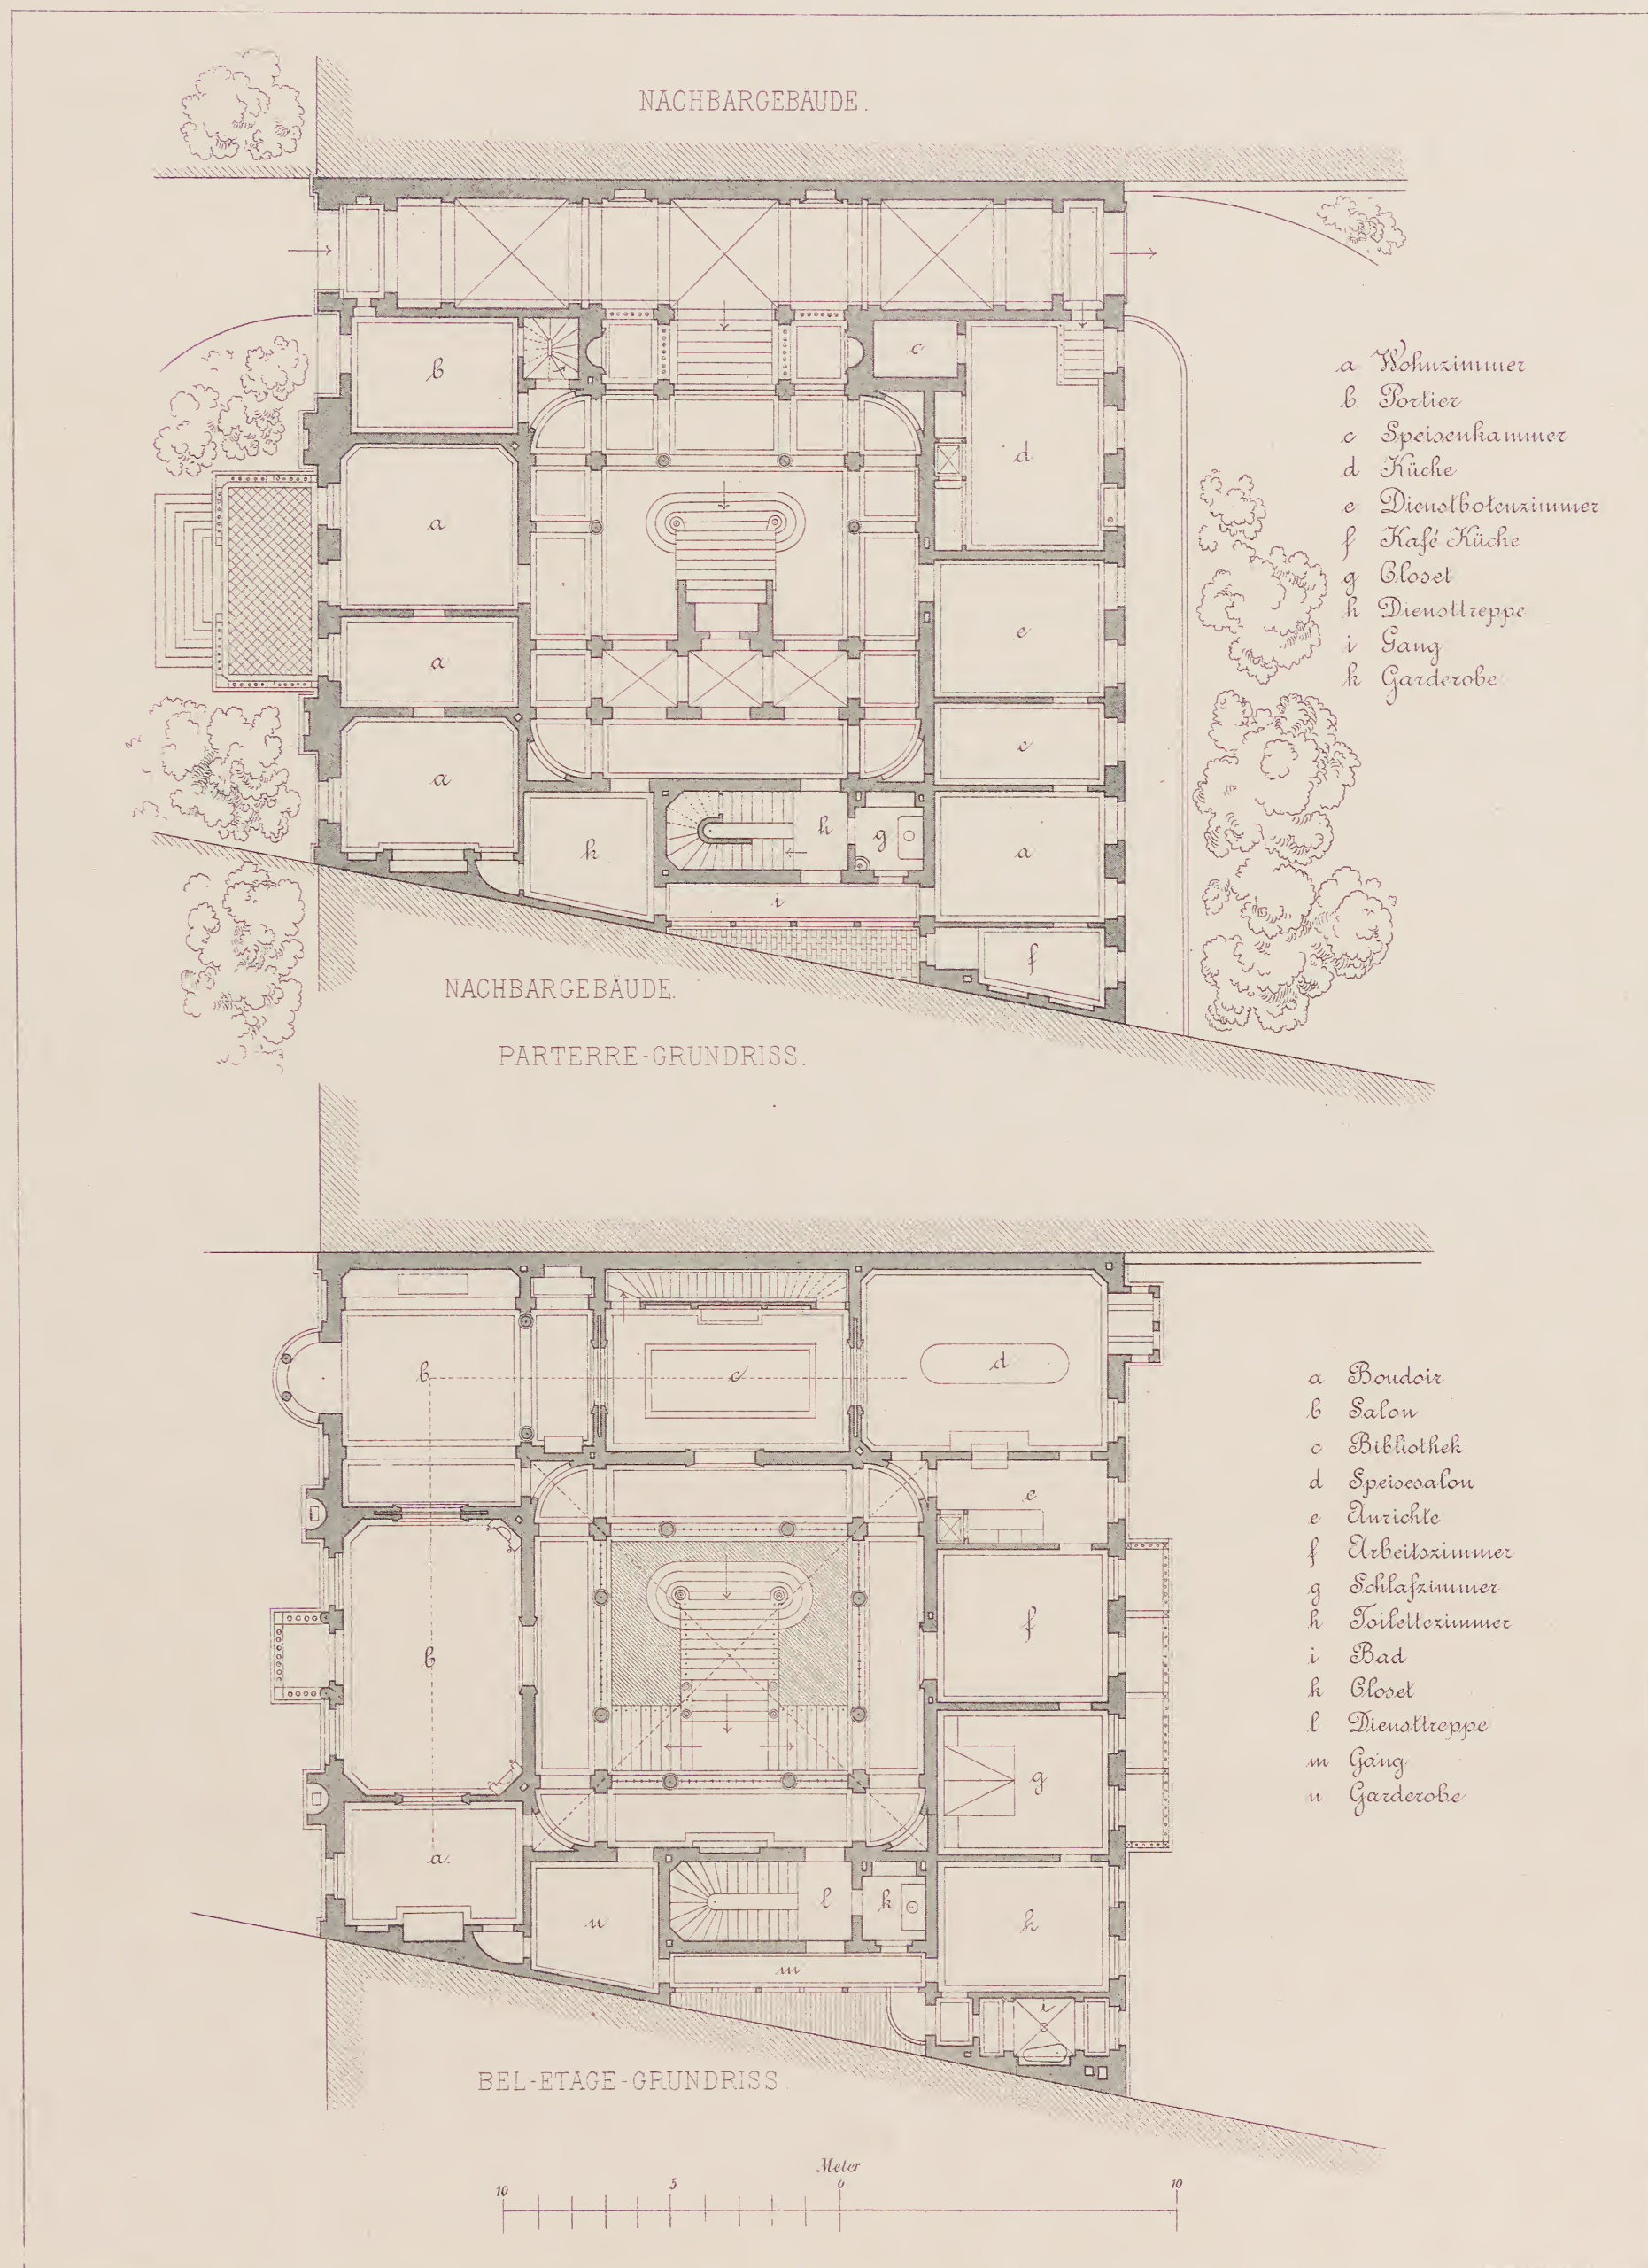 NACHBARGEBÄUDE.
b
c
a
d
a
e
a
e
k
h
g
a
i
f
a Wohnzimmer
b Portier
c Speisenkammer
d Küche
e Dienstbotenzimmer
f Kafé Küche
g Closet
h Diensttreppe
i Gang
k Garderobe
NACHBARGEBÄUDE.
PARTERRE-GRUNDRISS.
b
c
d
e
b
f
g
a.
n
l
k
h
m
i
a Boudoir
b Salon
c Bibliothek
d Speisesalon
e Anrichte
f Arbeitszimmer
g Schlafzimmer
h Toilettezimmer
i Bad
k Closet
l Diensttreppe
m Gang
n Garderobe
BEL-ETAGE-GRUNDRISS
Meter
10 5 0 10